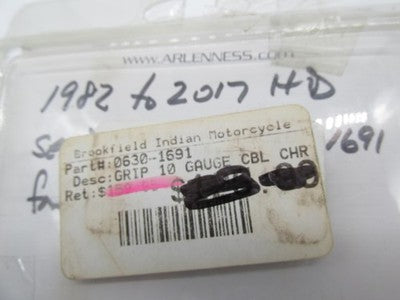 WWW.ARLENNESS.COM
1982 to 2017 HD
1691
Brookfield Indian Motorcycle
Part#:0630-1691
Desc:GRIP 10 GAUGE CBL CHR
Ret:$